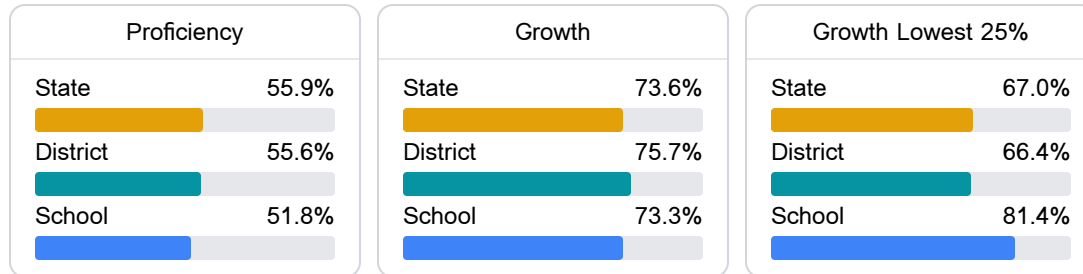 Proficiency
State 55.9%
District 55.6%
School 51.8%
Growth
State 73.6%
District 75.7%
School 73.3%
Growth Lowest 25%
State 67.0%
District 66.4%
School 81.4%